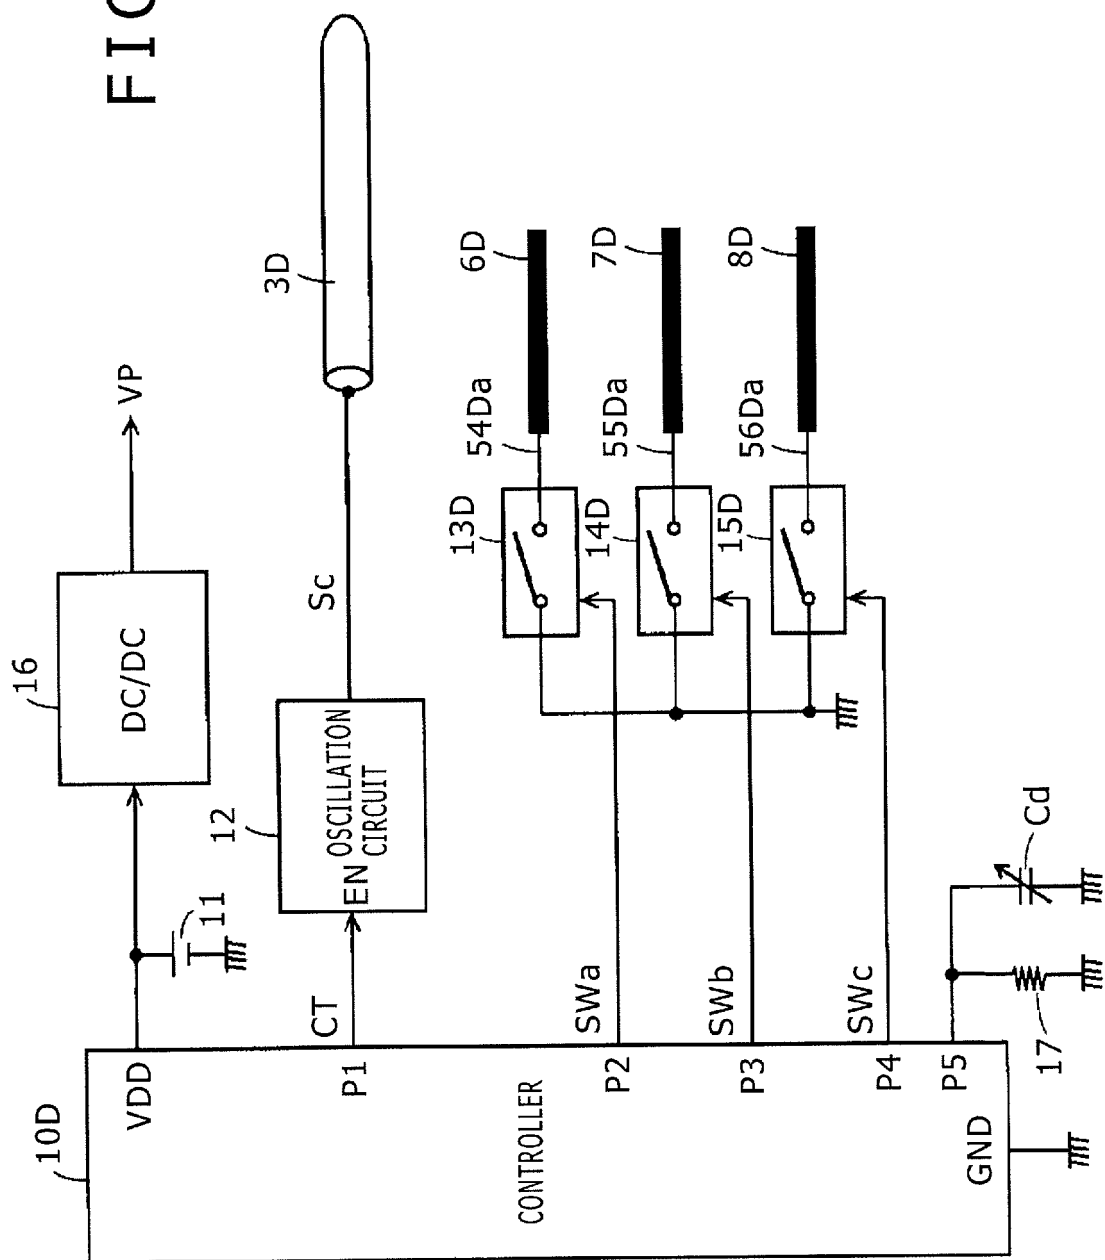 FIG
16
DC/DC
VP
11
VDD
10D
CONTROLLER
12
OSCILLATION
CIRCUIT
EN
CT
P1
Sc
3D
13D
54Da
6D
SWa
P2
14D
55Da
7D
SWb
P3
15D
56Da
8D
SWc
P4
P5
GND
17
Cd